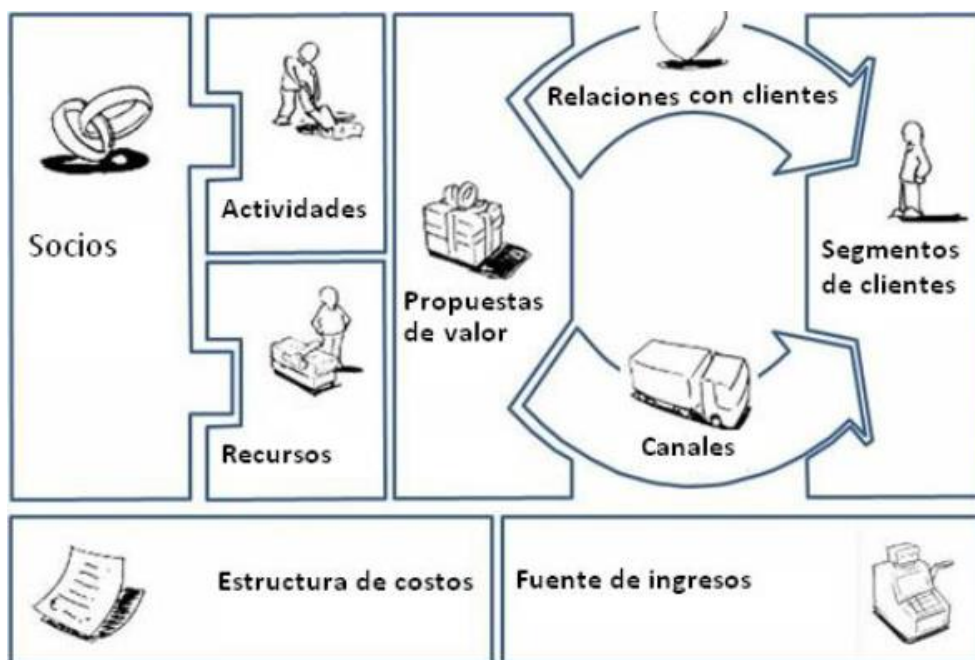 Socios
Actividades
Recursos
Propuestas
de valor
Relaciones con clientes
Canales
Segmentos
de clientes
Estructura de costos
Fuente de ingresos